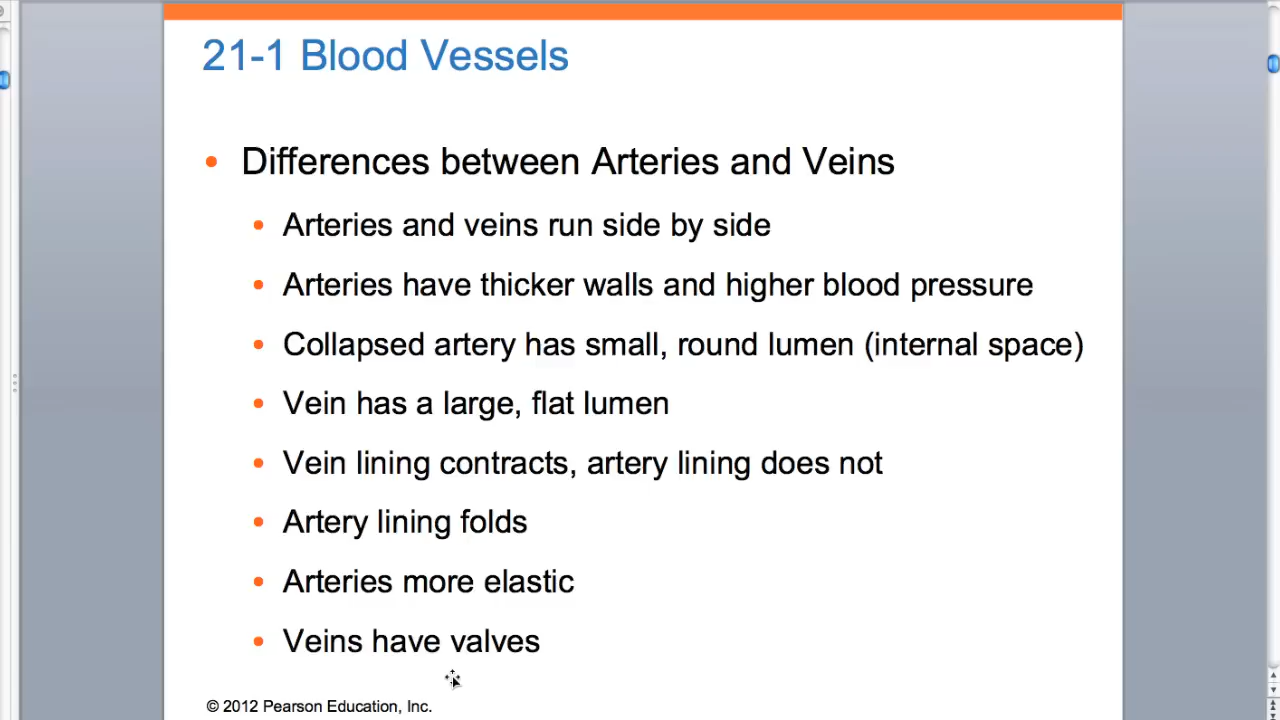 21-1 Blood Vessels
• Differences between Arteries and Veins
• Arteries and veins run side by side
• Arteries have thicker walls and higher blood pressure
• Collapsed artery has small, round lumen (internal space)
• Vein has a large, flat lumen
• Vein lining contracts, artery lining does not
• Artery lining folds
• Arteries more elastic
• Veins have valves
© 2012 Pearson Education, Inc.